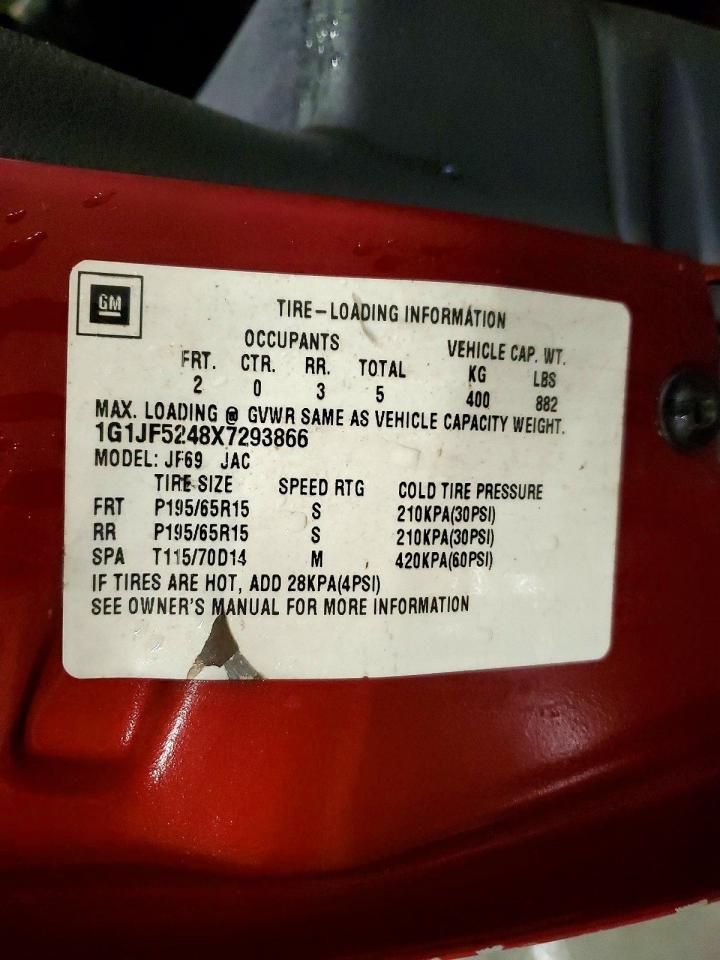 GM
TIRE-LOADING INFORMATION
OCCUPANTS VEHICLE CAP. WT.
FRT. CTR. RR. TOTAL KG LBS
2 0 3 5 400 882
MAX. LOADING @ GVWR SAME AS VEHICLE CAPACITY WEIGHT.
1G1JF5248X7293866
MODEL: JF69 JAC
TIRE SIZE SPEED RTG COLD TIRE PRESSURE
FRT P195/65R15 S 210KPA(30PSI)
RR P195/65R15 S 210KPA(30PSI)
SPA T115/70D14 M 420KPA(60PSI)
IF TIRES ARE HOT, ADD 28KPA(4PSI)
SEE OWNER'S MANUAL FOR MORE INFORMATION